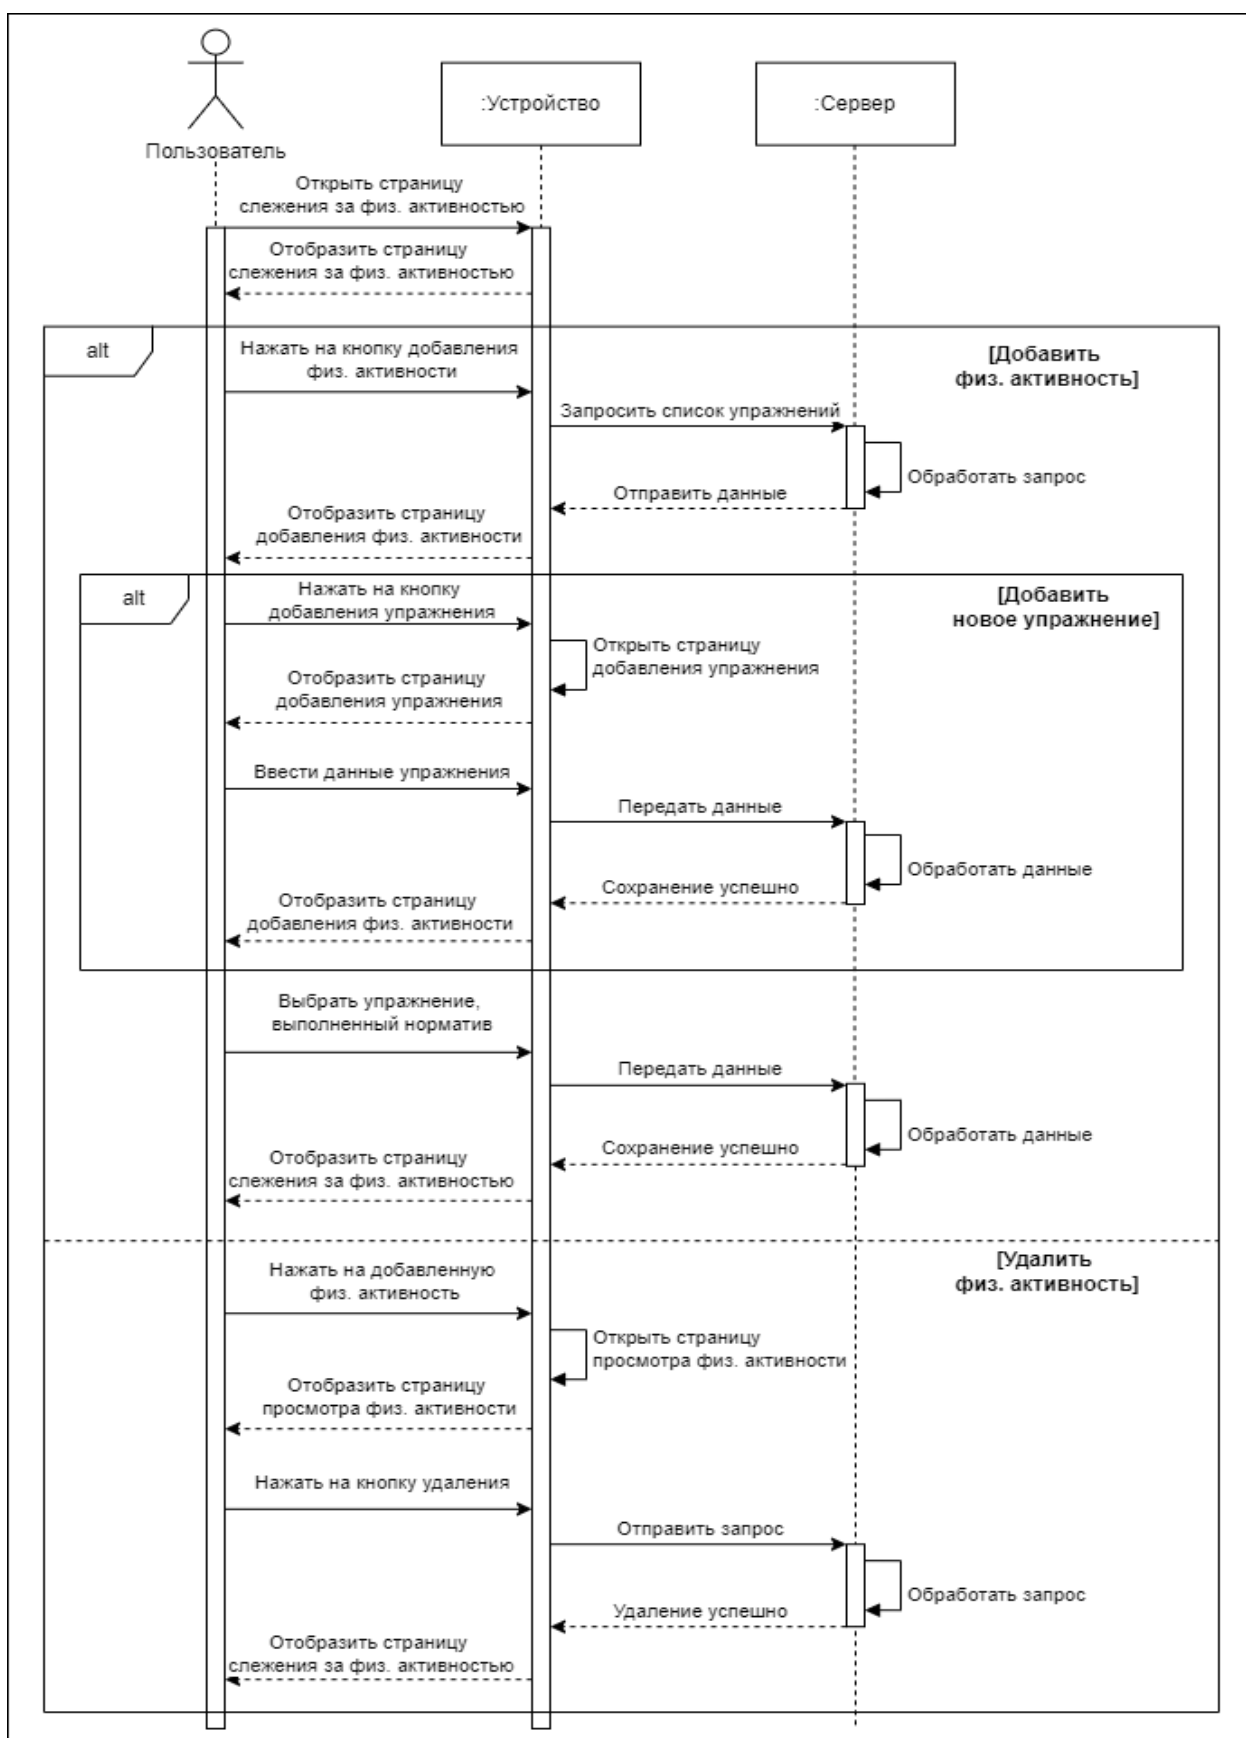 :Устройство
:Сервер
Пользователь
Открыть страницу
слежения за физ. активностью
Отобразить страницу
слежения за физ. активностью
alt
Нажать на кнопку добавления
физ. активности
[Добавить
физ. активность]
Запросить список упражнений
Обработать запрос
Отправить данные
Отобразить страницу
добавления физ. активности
alt
Нажать на кнопку
добавления упражнения
[Добавить
новое упражнение]
Открыть страницу
добавления упражнения
Отобразить страницу
добавления упражнения
Ввести данные упражнения
Передать данные
Обработать данные
Сохранение успешно
Отобразить страницу
добавления физ. активности
Выбрать упражнение,
выполненный норматив
Передать данные
Обработать данные
Сохранение успешно
Отобразить страницу
слежения за физ. активностью
[Удалить
физ. активность]
Нажать на добавленную
физ. активность
Открыть страницу
просмотра физ. активности
Отобразить страницу
просмотра физ. активности
Нажать на кнопку удаления
Отправить запрос
Обработать запрос
Удаление успешно
Отобразить страницу
слежения за физ. активностью